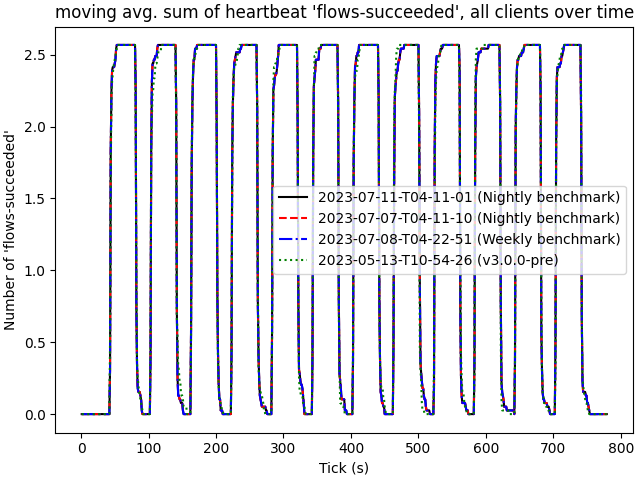 moving avg. sum of heartbeat 'flows-succeeded', all clients over time
Number of 'flows-succeeded'
2.5
2.0
1.5
1.0
0.5
0.0
2023-07-11-T04-11-01 (Nightly benchmark)
2023-07-07-T04-11-10 (Nightly benchmark)
2023-07-08-T04-22-51 (Weekly benchmark)
2023-05-13-T10-54-26 (v3.0.0-pre)
0 100 200 300 400 500 600 700 800
Tick (s)